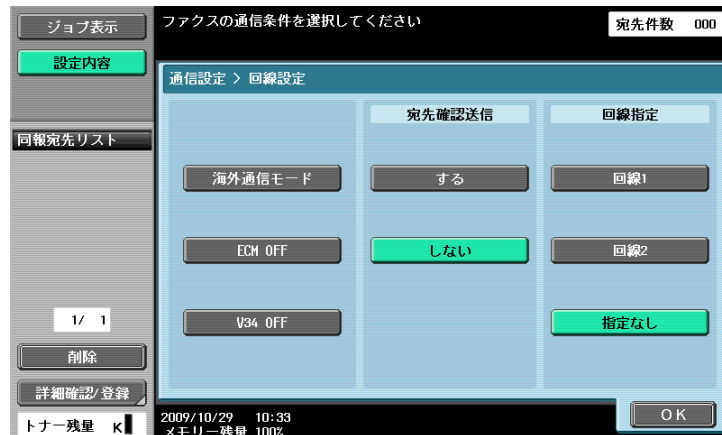 ジョブ表示
設定内容
同報宛先リスト
1/ 1
削除
詳細確認/登録
トナー残量 K
ファクスの通信条件を選択してください
宛先件数 000
通信設定 > 回線設定
宛先確認送信
回線指定
海外通信モード
する
回線1
ECM OFF
しない
回線2
V34 OFF
指定なし
2009/10/29 10:33
メモリー残量 100%
OK